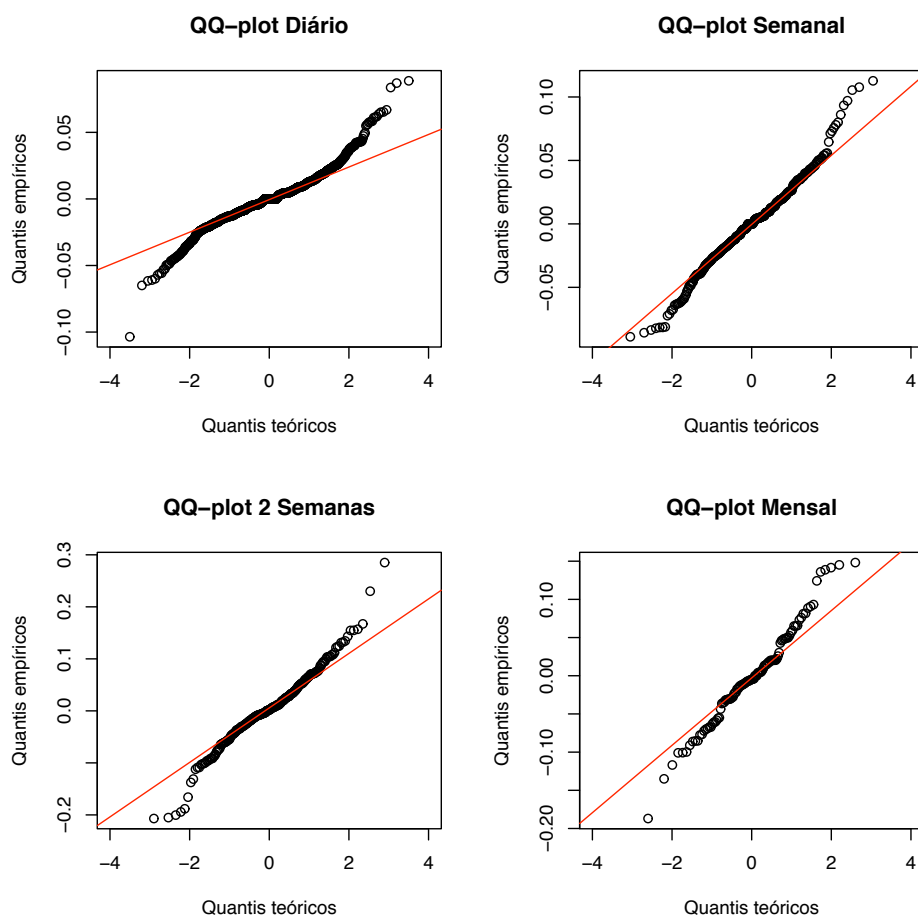 QQ−plot Diário
Quantis empíricos
0.05
0.00
−0.05
−0.10
−4 −2 0 2 4
Quantis teóricos
QQ−plot Semanal
Quantis empíricos
0.10
0.05
0.00
−0.05
−4 −2 0 2 4
Quantis teóricos
QQ−plot 2 Semanas
Quantis empíricos
0.3
0.2
0.1
0.0
−0.2
−4 −2 0 2 4
Quantis teóricos
QQ−plot Mensal
Quantis empíricos
0.10
0.00
−0.10
−0.20
−4 −2 0 2 4
Quantis teóricos